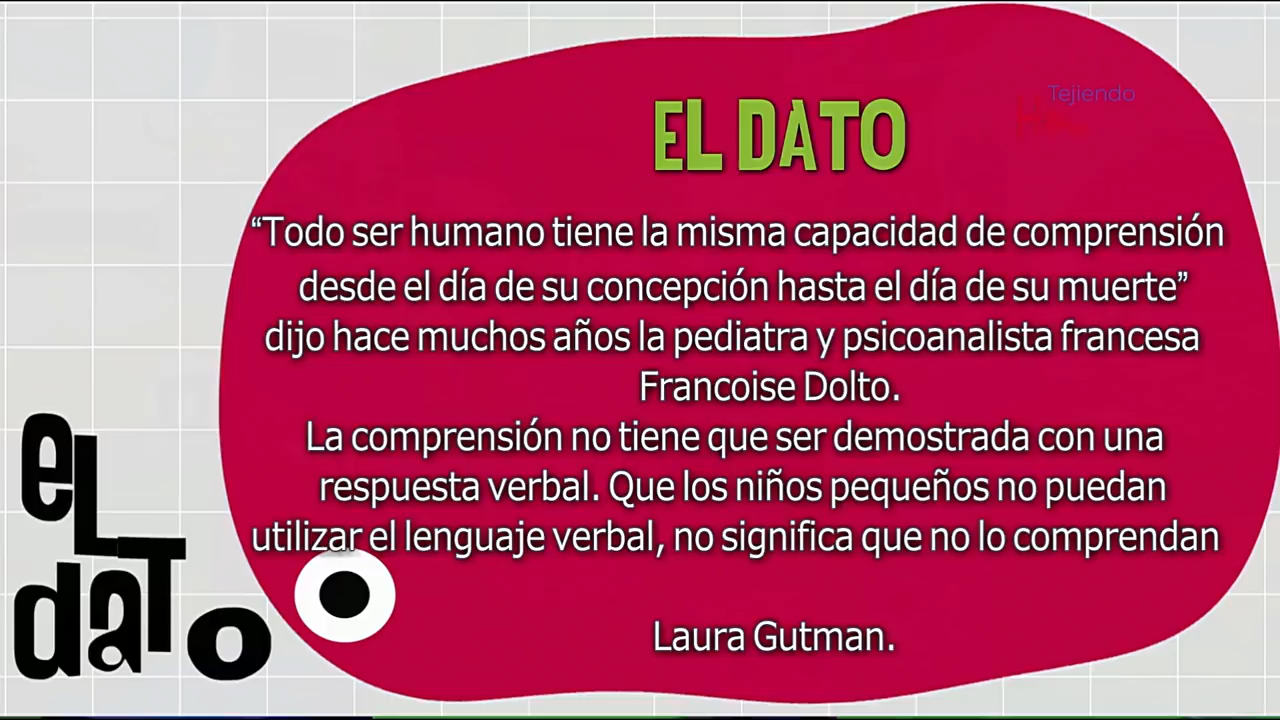 Tejiendo
EL DATO
“Todo ser humano tiene la misma capacidad de comprensión
desde el día de su concepción hasta el día de su muerte”
dijo hace muchos años la pediatra y psicoanalista francesa
Francoise Dolto.
La comprensión no tiene que ser demostrada con una
respuesta verbal. Que los niños pequeños no puedan
utilizar el lenguaje verbal, no significa que no lo comprendan
Laura Gutman.
eL
daTo